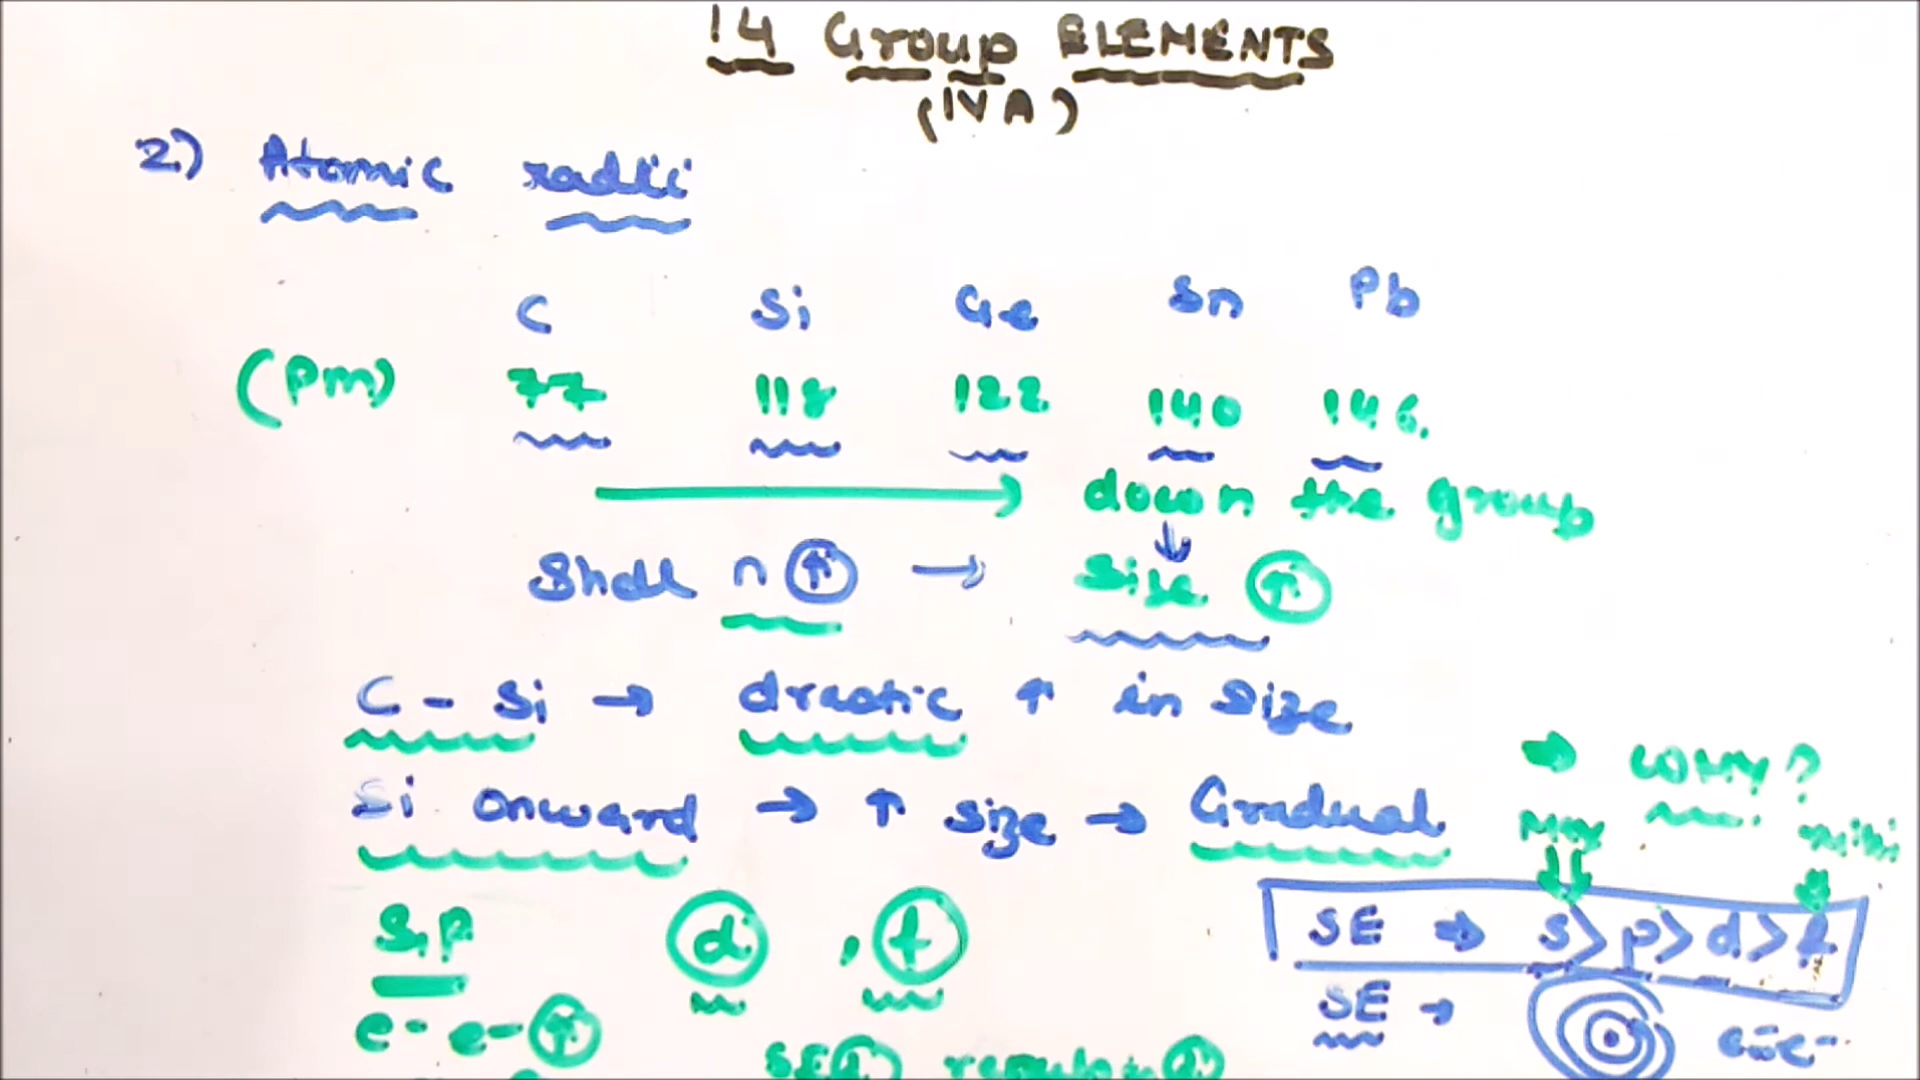 14 Group ELEMENTS
(IVA)
2) Atomic radii
C Si Ge Sn Pb
(Pm) 77 118 122 140 146.
→ down the group
↓
Shell n ↑ → Size ↑
C - Si → drastic ↑ in size
Si onward → ↑ size → Gradual
⇒ WHY?
Max mini
S,P d , f
SE → s > p > d > f
SE →
e⁻ e⁻ ↑
e⁻ e⁻